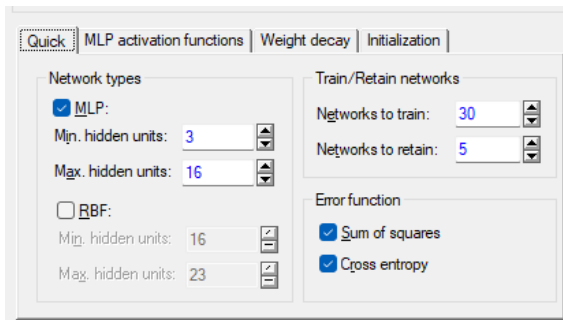 Quick
MLP activation functions
Weight decay
Initialization
Network types
MLP:
Min. hidden units: 3
Max. hidden units: 16
RBF:
Min. hidden units: 16
Max. hidden units: 23
Train/Retain networks
Networks to train: 30
Networks to retain: 5
Error function
Sum of squares
Cross entropy